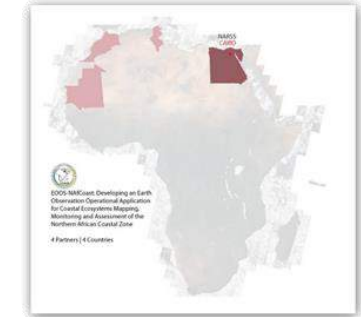 NARSS
CAIRO
EOOS-NAfCoast: Developing an Earth
Observation Operational Application
for Coastal Ecosystems Mapping,
Monitoring and Assessment of the
Northern African Coastal Zone
4 Partners | 4 Countries